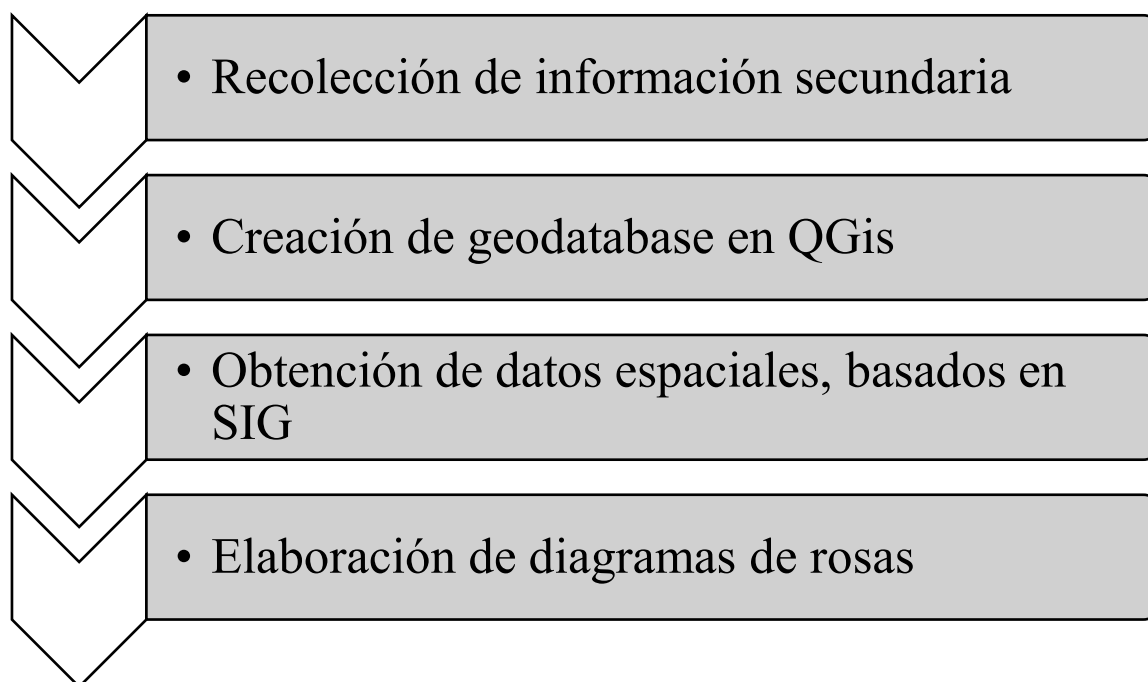 • Recolección de información secundaria
• Creación de geodatabase en QGis
• Obtención de datos espaciales, basados en
SIG
• Elaboración de diagramas de rosas